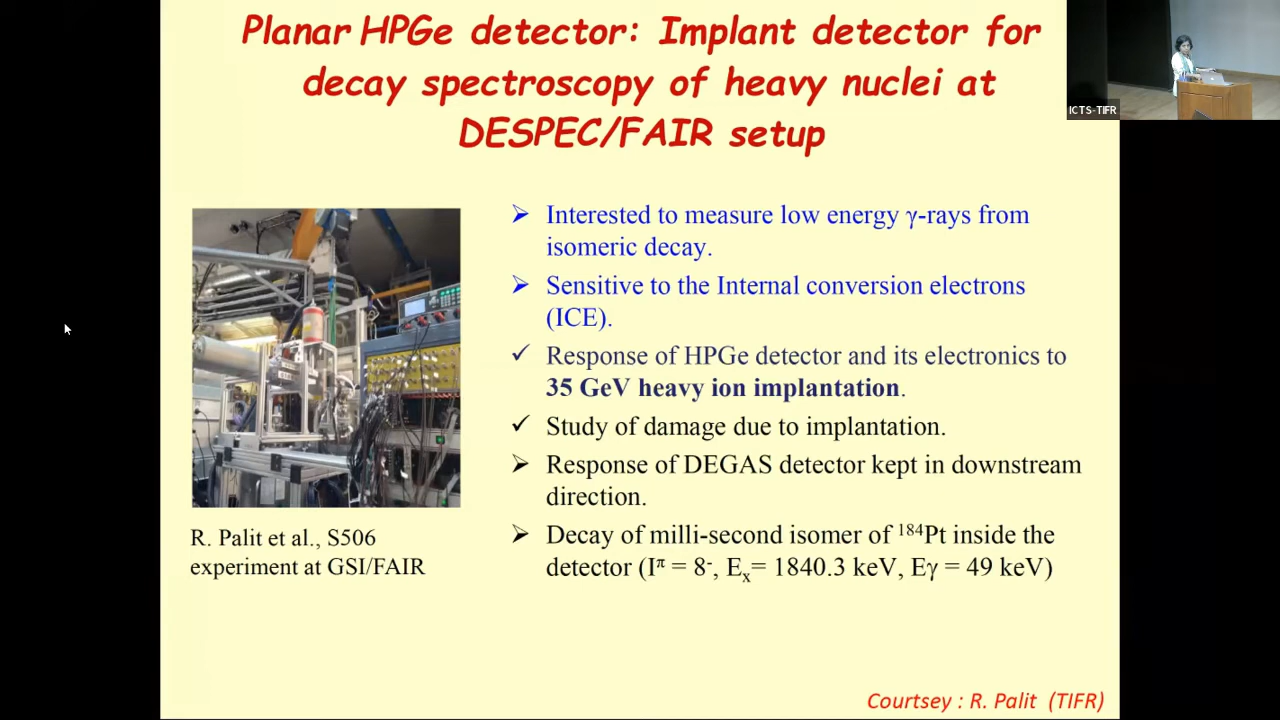 Planar HPGe detector: Implant detector for
decay spectroscopy of heavy nuclei at
DESPEC/FAIR setup
ICTS-TIFR
➢ Interested to measure low energy γ-rays from
isomeric decay.
➢ Sensitive to the Internal conversion electrons
(ICE).
✓ Response of HPGe detector and its electronics to
35 GeV heavy ion implantation.
✓ Study of damage due to implantation.
➢ Response of DEGAS detector kept in downstream
direction.
➢ Decay of milli-second isomer of ¹⁸⁴Pt inside the
detector (Iᵖⁱ = 8⁻, Eₓ= 1840.3 keV, Eγ = 49 keV)
R. Palit et al., S506
experiment at GSI/FAIR
Courtsey : R. Palit (TIFR)